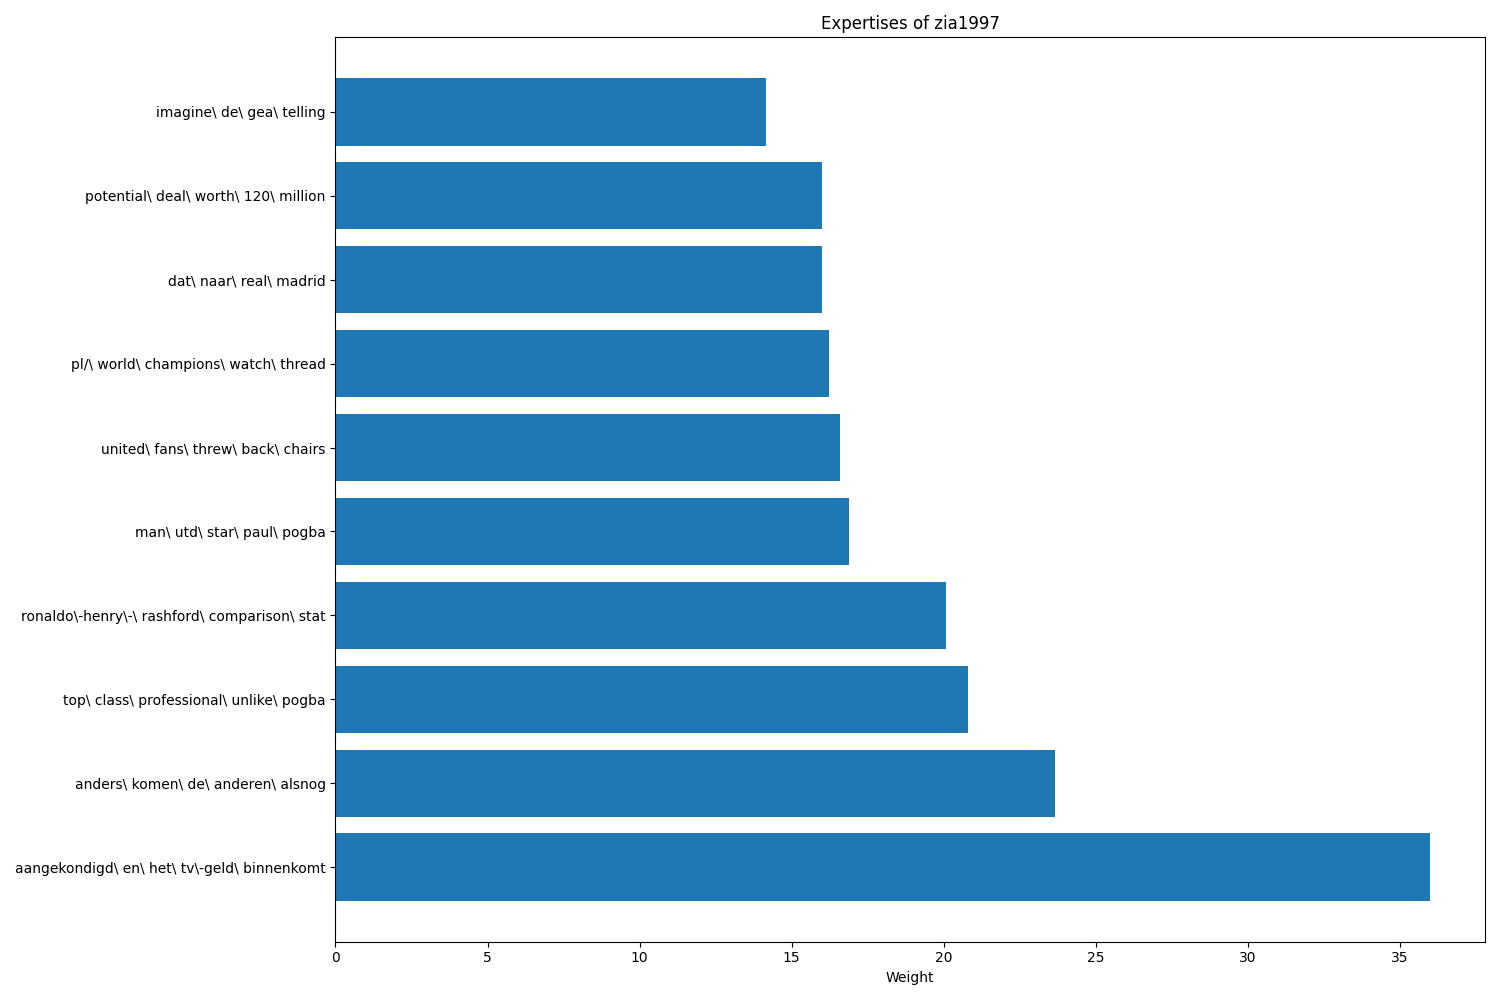 Expertises of zia1997
imagine\ de\ gea\ telling
potential\ deal\ worth\ 120\ million
dat\ naar\ real\ madrid
pl/\ world\ champions\ watch\ thread
united\ fans\ threw\ back\ chairs
man\ utd\ star\ paul\ pogba
ronaldo\-henry\-\ rashford\ comparison\ stat
top\ class\ professional\ unlike\ pogba
anders\ komen\ de\ anderen\ alsnog
aangekondigd\ en\ het\ tv\-geld\ binnenkomt
0 5 10 15 20 25 30 35
Weight